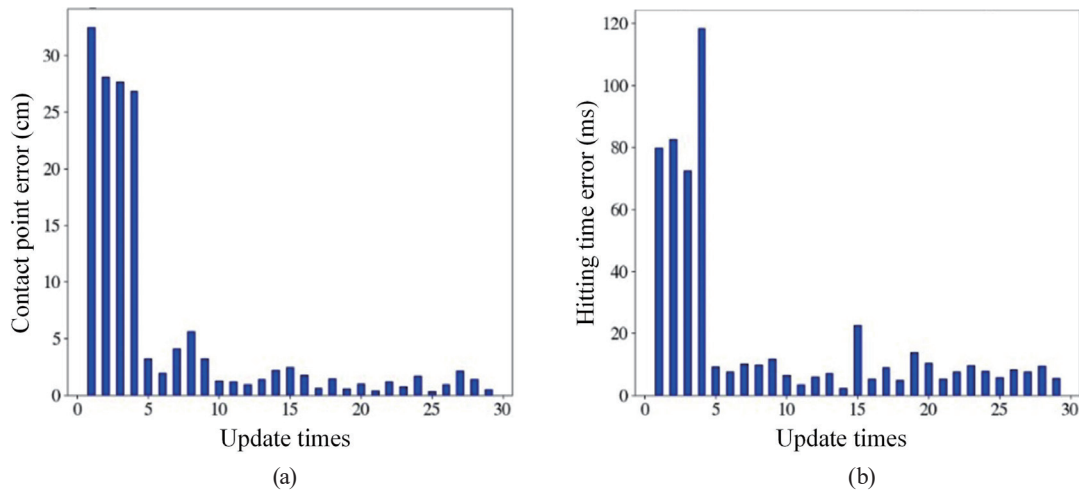 Contact point error (cm)
30
25
20
15
10
5
0
0 5 10 15 20 25 30
Update times
(a)
Hitting time error (ms)
120
100
80
60
40
20
0
0 5 10 15 20 25 30
Update times
(b)